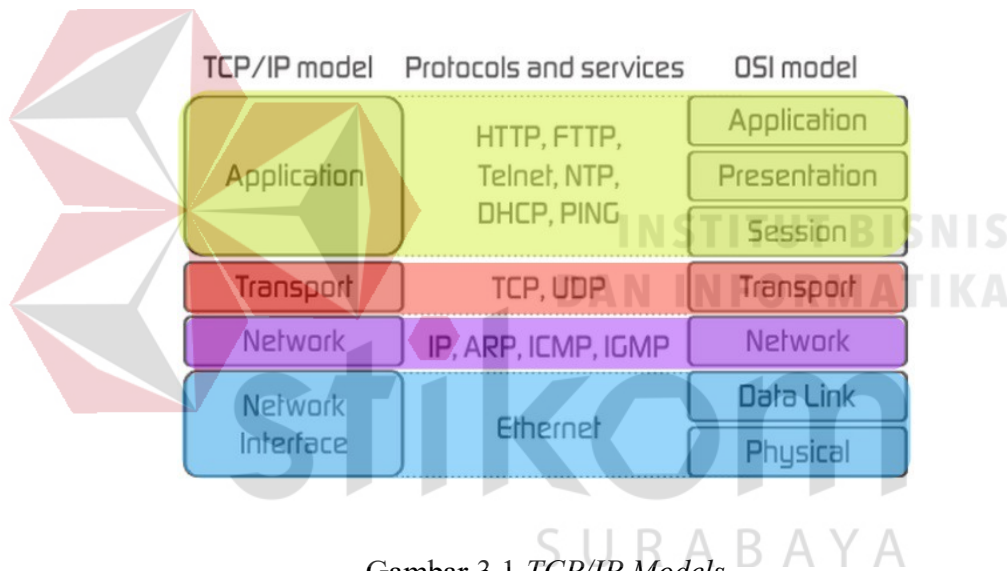 TCP/IP model Protocols and services OSI model
Application
HTTP, FTTP,
Telnet, NTP,
DHCP, PING
Application
Presentation
Session
Transport TCP, UDP Transport
Network IP, ARP, ICMP, IGMP Network
Network
Interface
Ethernet
Data Link
Physical
INSTITUT BISNIS
DAN INFORMATIKA
stikom
SURABAYA
Gambar 3.1 TCP/IP Models